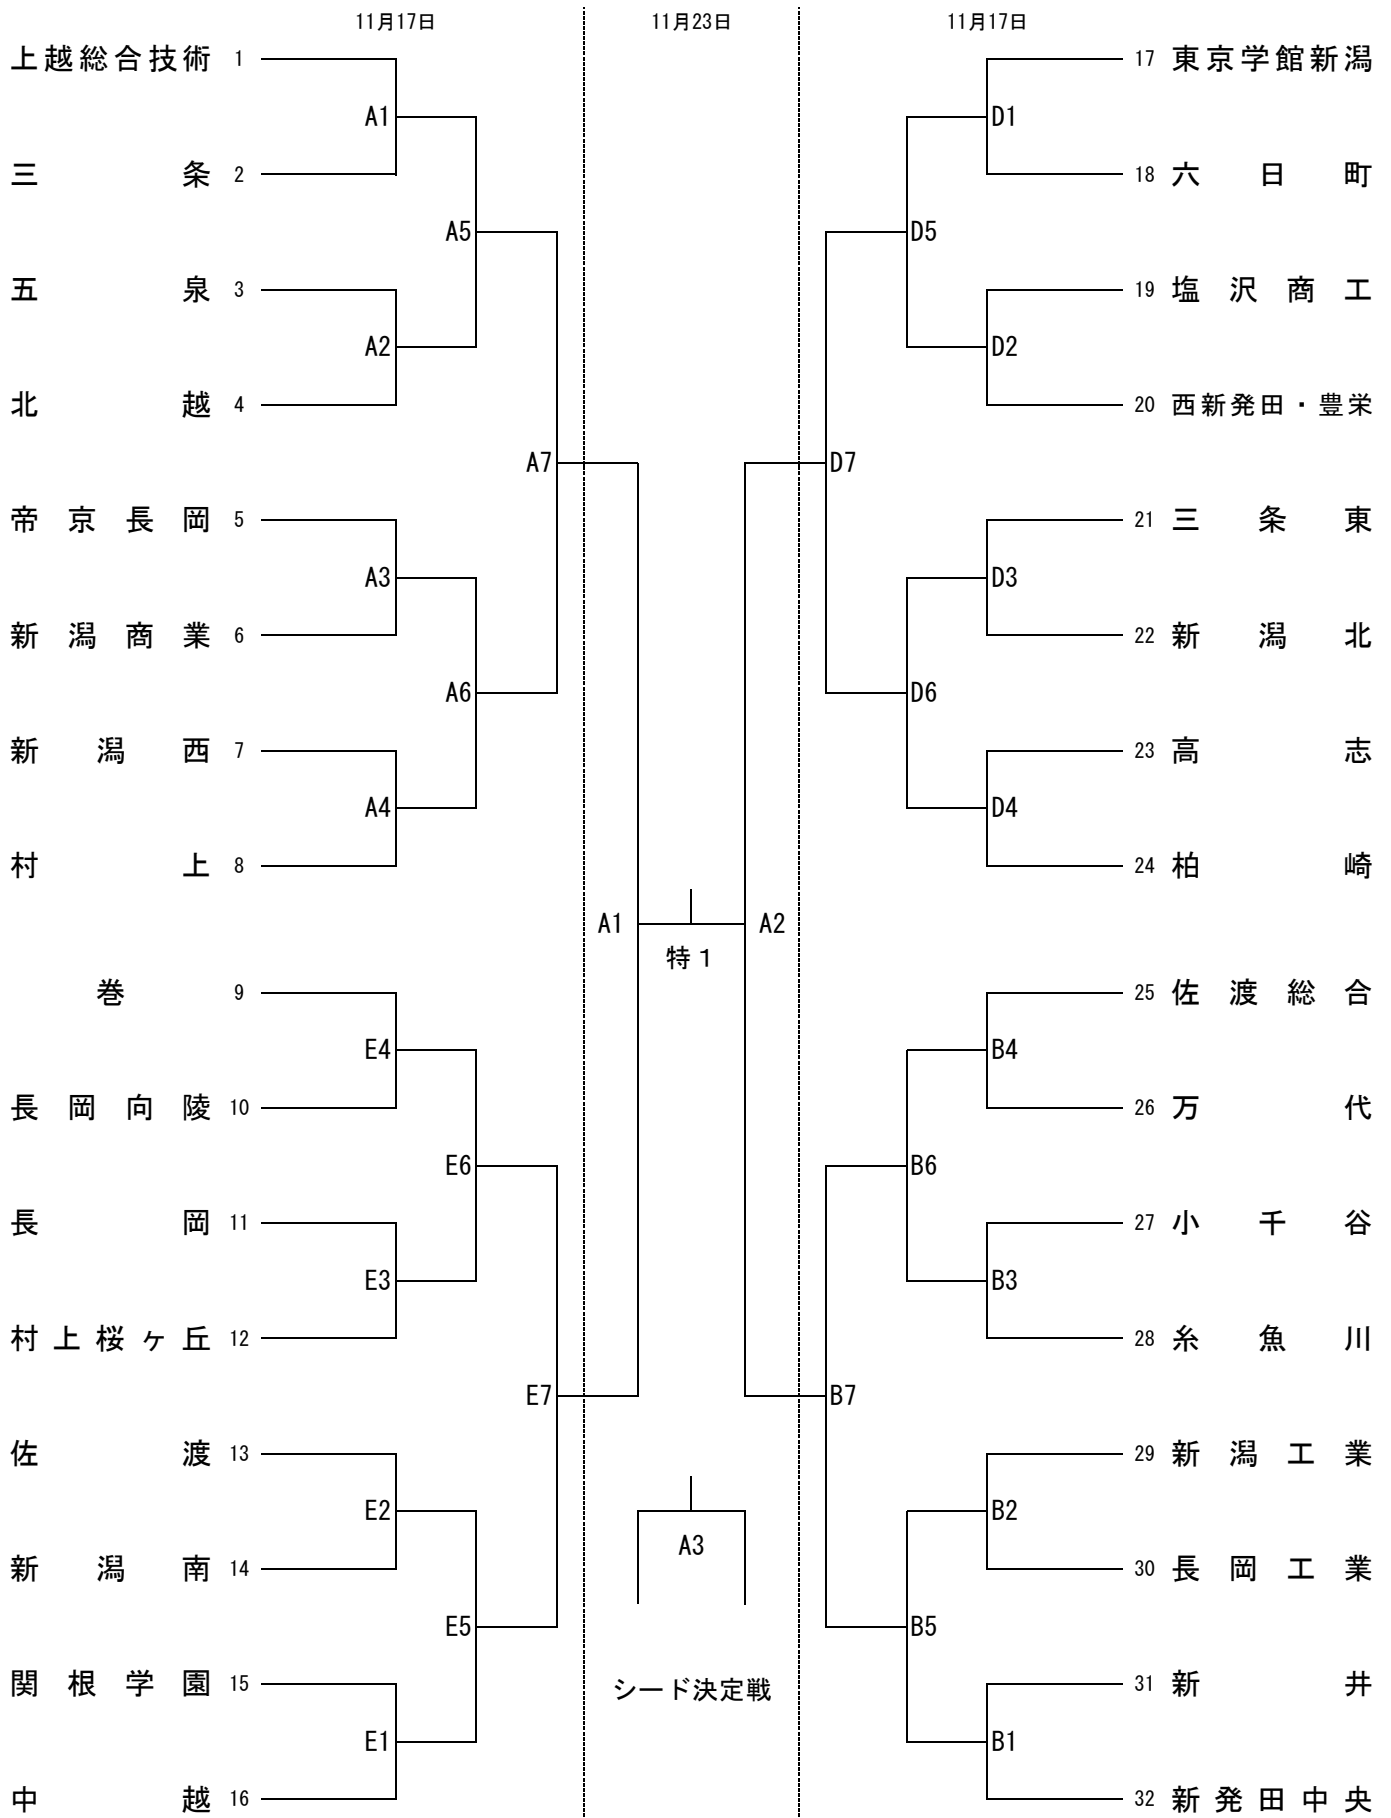 11月17日 11月23日 11月17日
上越総合技術 1 17 東京学館新潟
A1 D1
三条 2 18 六日町
A5 D5
五泉 3 19 塩沢商工
A2 D2
北越 4 20 西新発田・豊栄
A7 D7
帝京長岡 5 21 三条東
A3 D3
新潟商業 6 22 新潟北
A6 D6
新潟西 7 23 高志
A4 D4
村上 8 24 柏崎
A1 A2
特1
巻 9 25 佐渡総合
E4 B4
長岡向陵 10 26 万代
E6 B6
長岡 11 27 小千谷
E3 B3
村上桜ヶ丘 12 28 糸魚川
E7 B7
佐渡 13 29 新潟工業
E2 B2
A3
新潟南 14 30 長岡工業
E5 B5
関根学園 15 シード決定戦 31 新井
E1 B1
中越 16 32 新発田中央